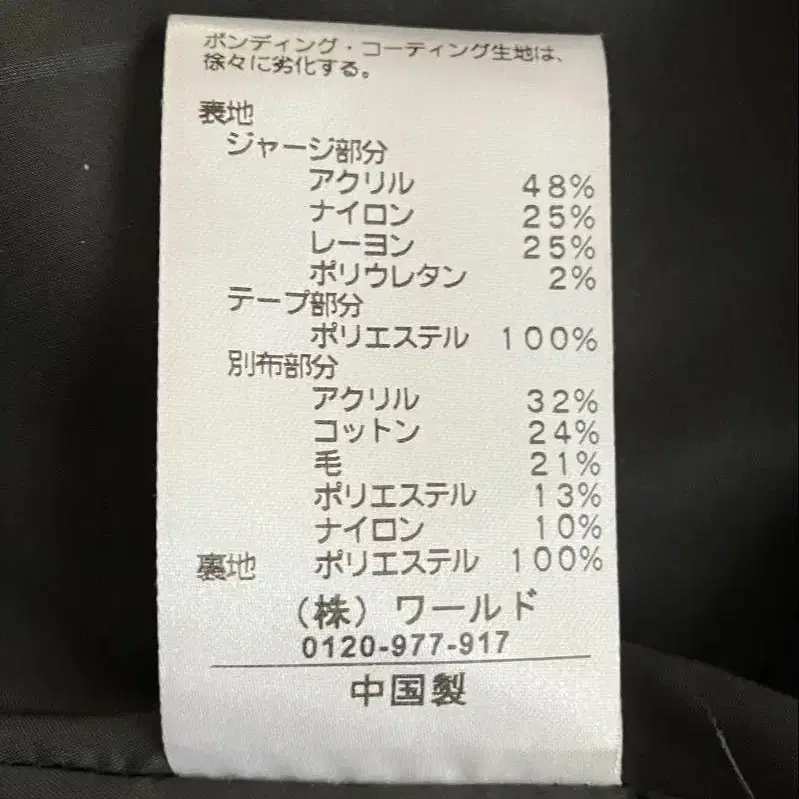 ボンディング・コーティング生地は、
徐々に劣化する。
表地
ジャージ部分
アクリル 48%
ナイロン 25%
レーヨン 25%
ポリウレタン 2%
テープ部分
ポリエステル 100%
別布部分
アクリル 32%
コットン 24%
毛 21%
ポリエステル 13%
ナイロン 10%
裏地 ポリエステル 100%
(株) ワールド
0120-977-917
中国製